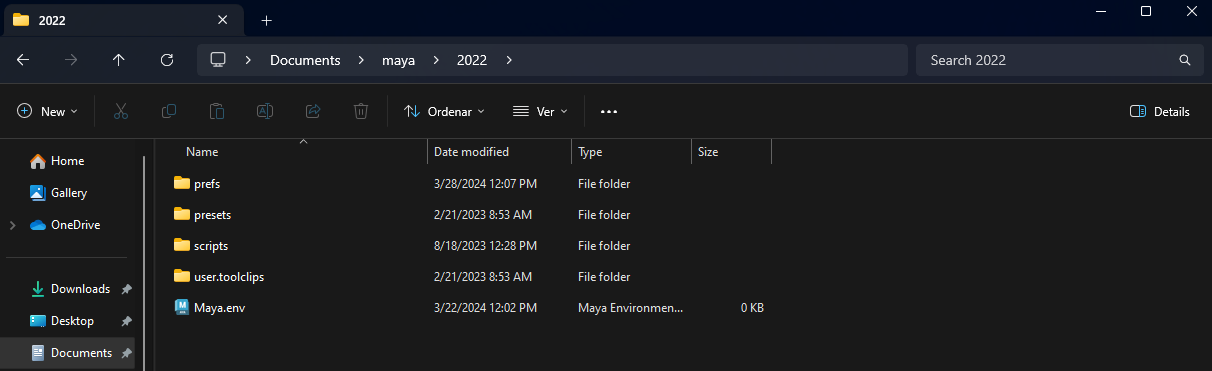 2022
Documents > maya > 2022 >
Search 2022
New
Ordenar
Ver
Details
Name Date modified Type Size
Home
Gallery
OneDrive
Downloads
Desktop
Documents
prefs 3/28/2024 12:07 PM File folder
presets 2/21/2023 8:53 AM File folder
scripts 8/18/2023 12:28 PM File folder
user.toolclips 2/21/2023 8:53 AM File folder
Maya.env 3/22/2024 12:02 PM Maya Environmen... 0 KB